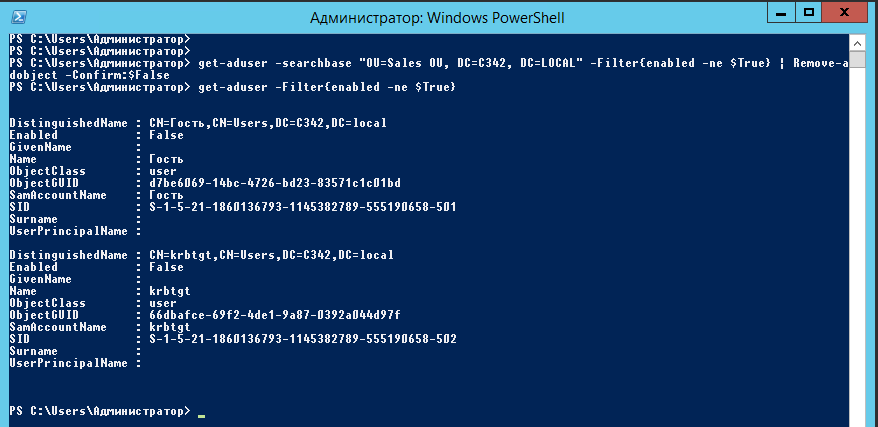 Администратор: Windows PowerShell
PS C:\Users\Администратор>
PS C:\Users\Администратор>
PS C:\Users\Администратор> get-aduser -searchbase "OU=Sales OU, DC=C342, DC=LOCAL" -Filter{enabled -ne $True} | Remove-a
dobject -Confirm:$False
PS C:\Users\Администратор> get-aduser -Filter{enabled -ne $True}
DistinguishedName : CN=Гость,CN=Users,DC=C342,DC=local
Enabled           : False
GivenName         :
Name              : Гость
ObjectClass       : user
ObjectGUID        : d7be6069-14bc-4726-bd23-83571c1c01bd
SamAccountName    : Гость
SID               : S-1-5-21-1860136793-1145382789-555190658-501
Surname           :
UserPrincipalName :
DistinguishedName : CN=krbtgt,CN=Users,DC=C342,DC=local
Enabled           : False
GivenName         :
Name              : krbtgt
ObjectClass       : user
ObjectGUID        : 66dbafce-69f2-4de1-9a87-0392a044d97f
SamAccountName    : krbtgt
SID               : S-1-5-21-1860136793-1145382789-555190658-502
Surname           :
UserPrincipalName :
PS C:\Users\Администратор> _